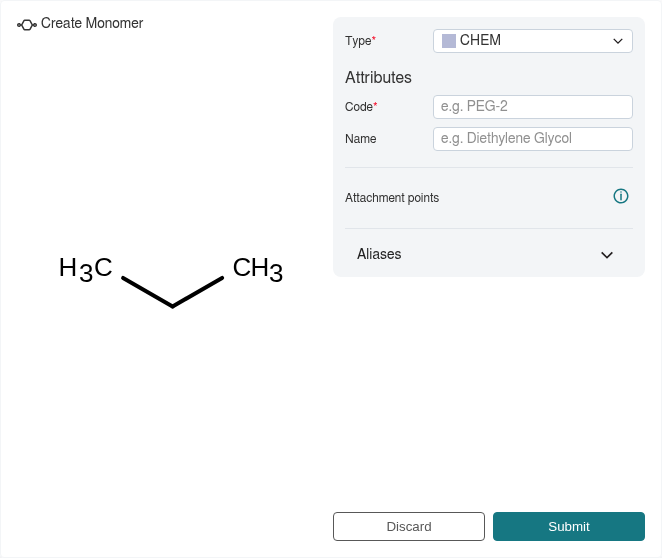 Create Monomer
Type*
CHEM
Attributes
Code*
e.g. PEG-2
Name
e.g. Diethylene Glycol
Attachment points
Aliases
H3C
CH3
Discard
Submit